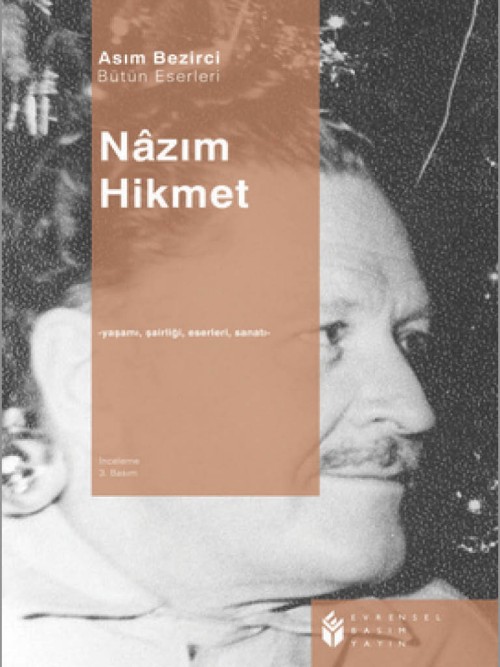 Asım Bezirci
Bütün Eserleri
Nâzım
Hikmet
-yaşamı, şairliği, eserleri, sanatı-
İnceleme
3. Basım
EVRENSEL
BASIM
YAYIN